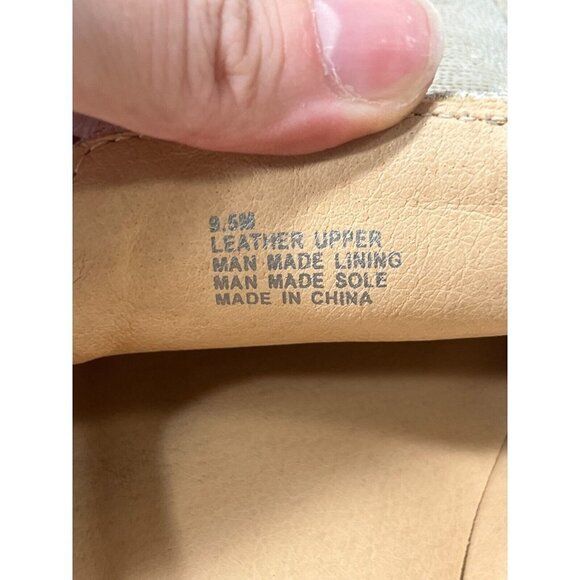 9.5M
LEATHER UPPER
MAN MADE LINING
MAN MADE SOLE
MADE IN CHINA